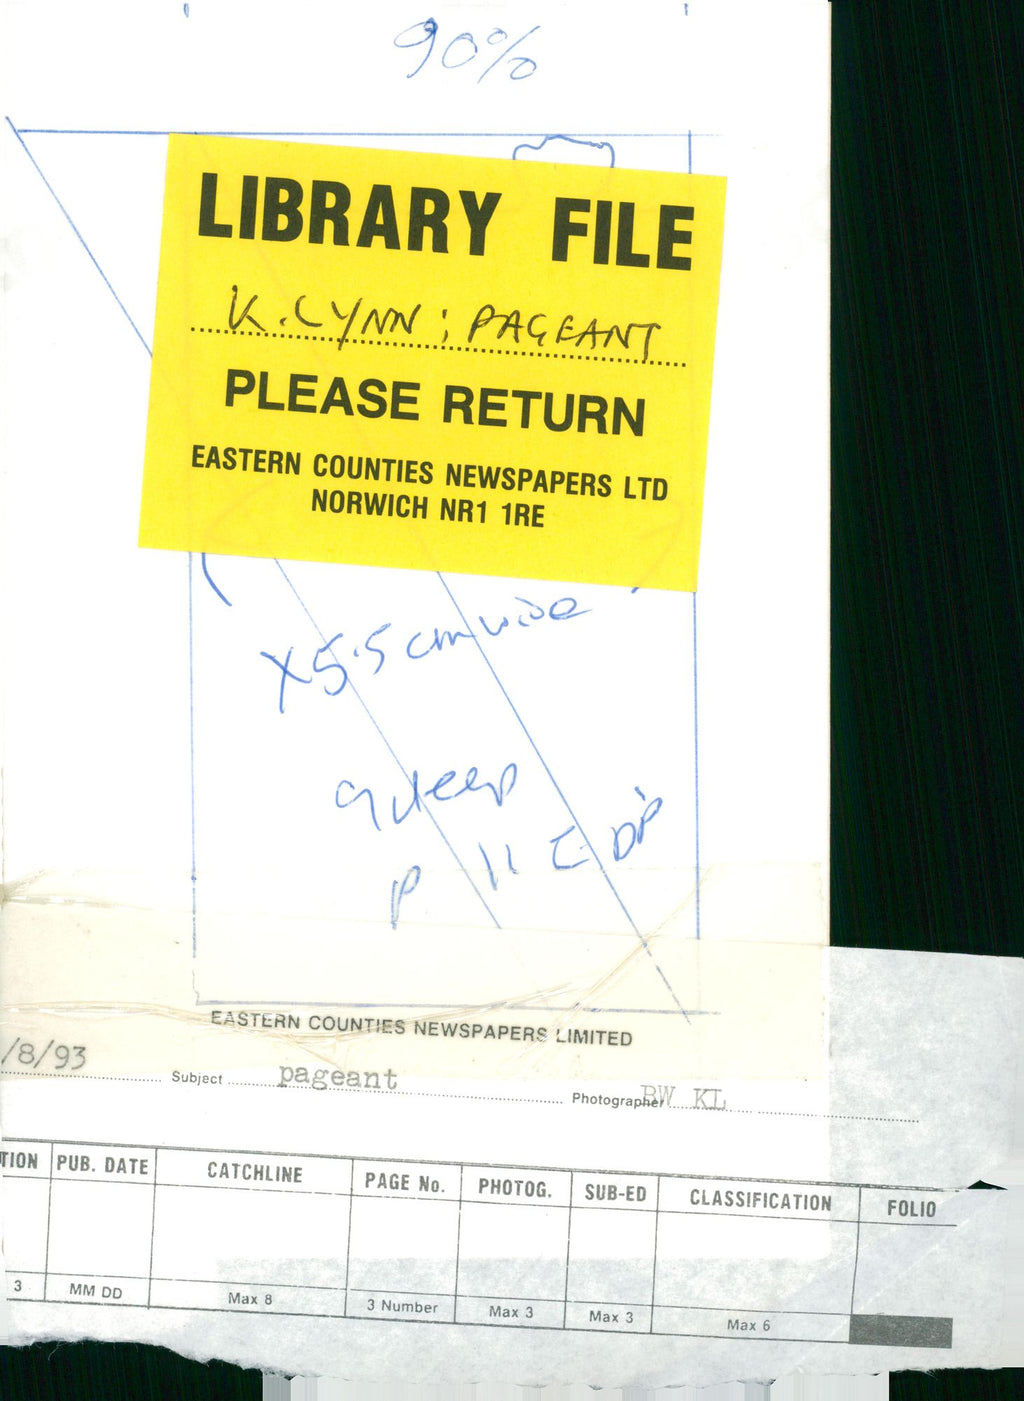 90%
LIBRARY FILE
K. LYNN; PAGEANT
PLEASE RETURN
EASTERN COUNTIES NEWSPAPERS LTD
NORWICH NR1 1RE
X 5.5 cm wide
9 deep
P 11 E DP
EASTERN COUNTIES NEWSPAPERS LIMITED
/8/93 Subject pageant Photographer BW KL
TION PUB. DATE CATCHLINE PAGE No. PHOTOG. SUB-ED CLASSIFICATION FOLIO
3 MM DD Max 8 3 Number Max 3 Max 3 Max 6